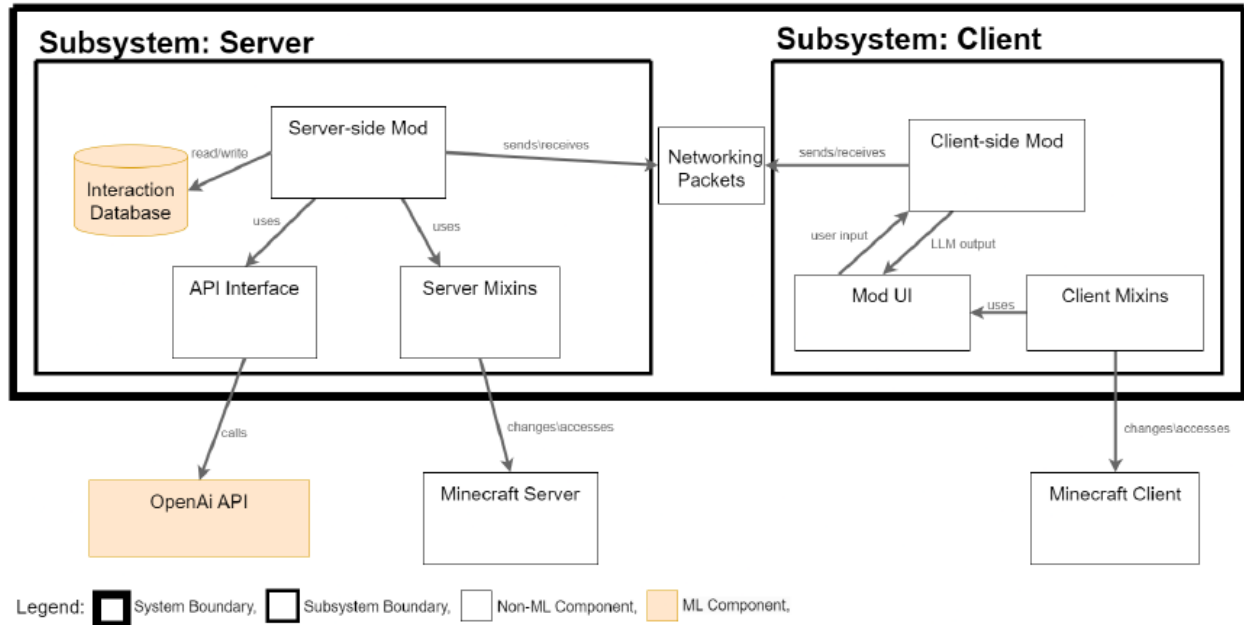 Subsystem: Server
Subsystem: Client
Server-side Mod
Client-side Mod
read/write
sends\receives
Networking
Packets
sends/receives
Interaction
Database
uses
uses
user input
LLM output
API Interface
Server Mixins
Mod UI
uses
Client Mixins
calls
changes\accesses
changes\accesses
OpenAi API
Minecraft Server
Minecraft Client
Legend: System Boundary, Subsystem Boundary, Non-ML Component, ML Component,